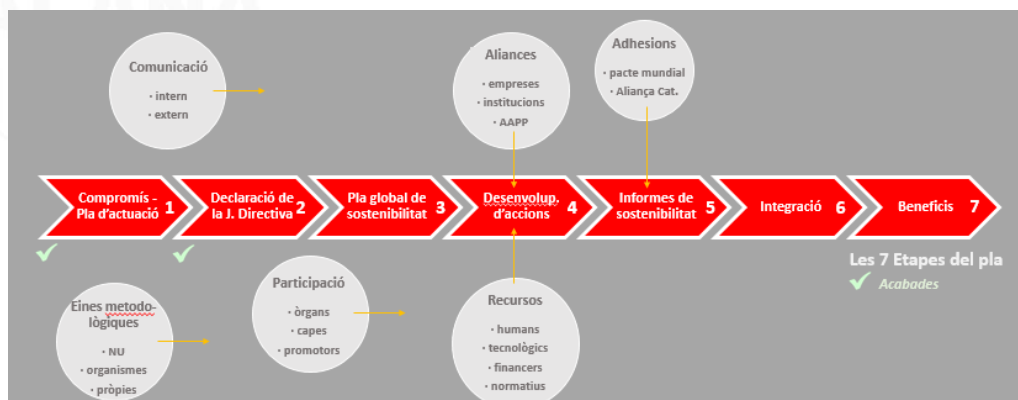 Comunicació
· intern
· extern
Aliances
· empreses
· institucions
· AAPP
Adhesions
· pacte mundial
· Aliança Cat.
Compromís -
Pla d'actuació 1
Declaració de
la J. Directiva 2
Pla global de
sostenibilitat 3
Desenvolup.
d'accions 4
Informes de
sostenibilitat 5
Integració 6
Beneficis 7
Les 7 Etapes del pla
Acabades
Eines metodo-
lògiques
· NU
· organismes
· pròpies
Participació
· òrgans
· capes
· promotors
Recursos
· humans
· tecnològics
· financers
· normatius